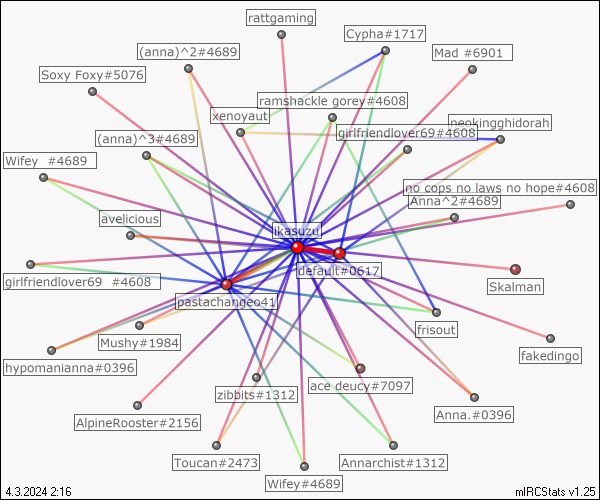 rattgaming
Cypha#1717
(anna)^2#4689
Mad #6901
Soxy Foxy#5076
ramshackle gorey#4608
xenoyaut
neokingghidorah
girlfriendlover69#4608
(anna)^3#4689
Wifey  #4689
no cops no laws no hope#4608
Anna^2#4689
avelicious
ikasuzu
default#0617
girlfriendlover69  #4608
Skalman
pastachangeo41
frisout
Mushy#1984
fakedingo
hypomanianna#0396
ace deucy#7097
zibbits#1312
Anna.#0396
AlpineRooster#2156
Toucan#2473
Annarchist#1312
Wifey#4689
4.3.2024 2:16
mIRCStats v1.25